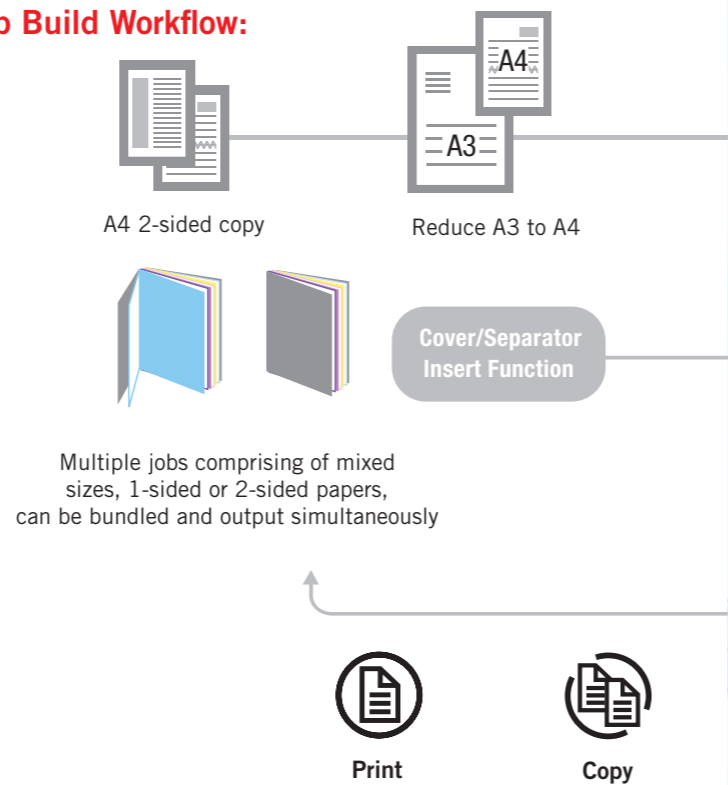 Build Workflow:
A4
A3
A4 2-sided copy
Reduce A3 to A4
Cover/Separator
Insert Function
Multiple jobs comprising of mixed
sizes, 1-sided or 2-sided papers,
can be bundled and output simultaneously
Print
Copy